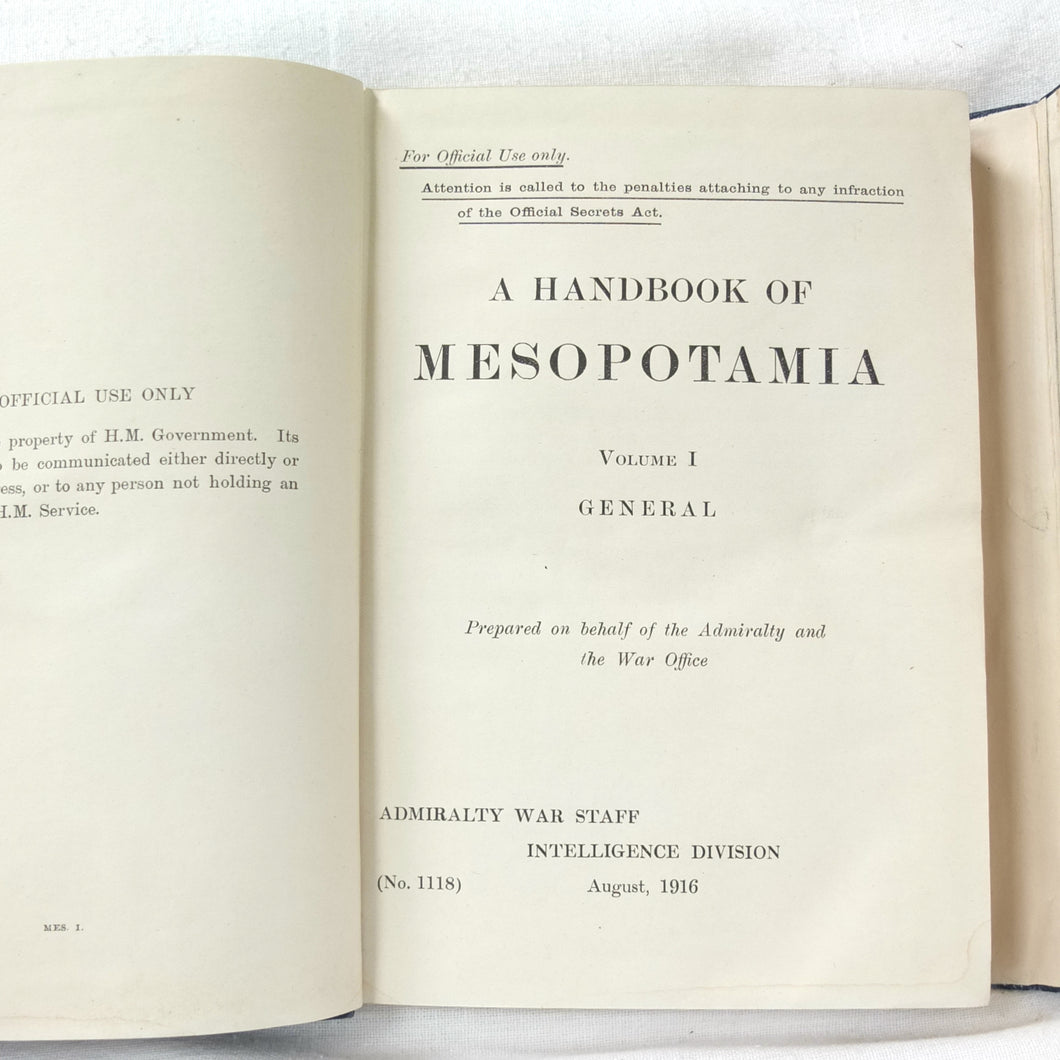 OFFICIAL USE ONLY
property of H.M. Government. Its
be communicated either directly or
ess, or to any person not holding an
H.M. Service.
MES. I.
For Official Use only.
Attention is called to the penalties attaching to any infraction
of the Official Secrets Act.
A HANDBOOK OF
MESOPOTAMIA
VOLUME I
GENERAL
Prepared on behalf of the Admiralty and
the War Office
ADMIRALTY WAR STAFF
INTELLIGENCE DIVISION
(No. 1118) August, 1916